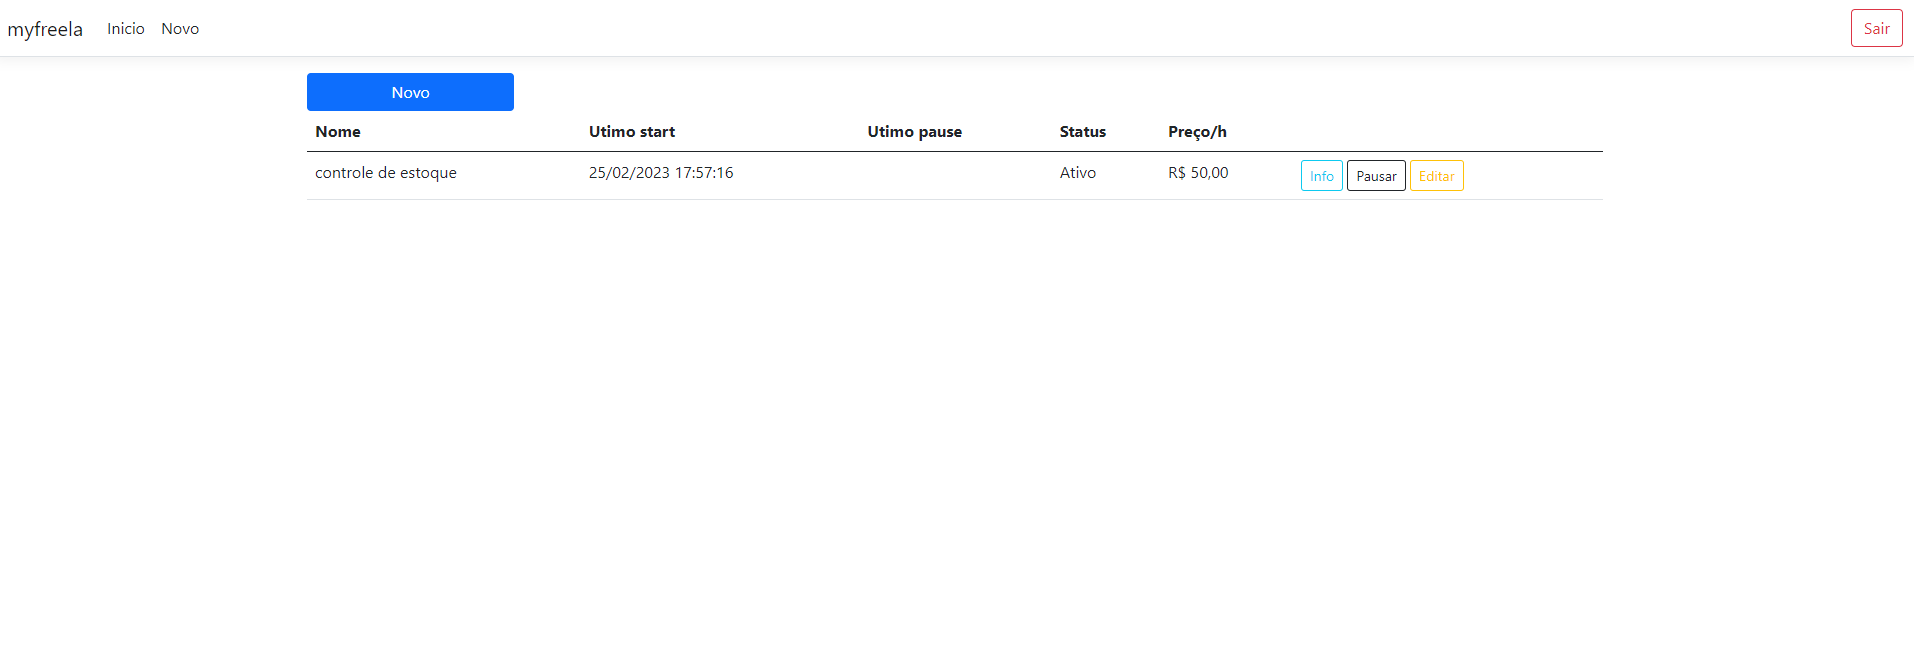 myfreela Inicio Novo Sair
Novo
Nome Utimo start Utimo pause Status Preço/h
controle de estoque 25/02/2023 17:57:16 Ativo R$ 50,00 Info Pausar Editar